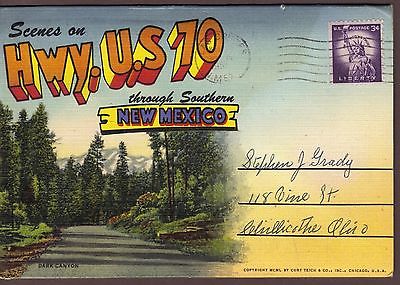 Scenes on
HWY. U.S 70
through Southern
NEW MEXICO
U.S. POSTAGE 3¢
LIBERTY
Stephen J Grady
118 Vine St.
Chillicothe Ohio
DARK CANYON
COPYRIGHT MCML BY CURT TEICH & CO., INC., CHICAGO, U.S.A.